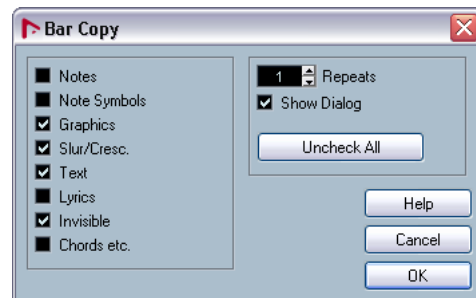 Bar Copy
Notes
Note Symbols
Graphics
Slur/Cresc.
Text
Lyrics
Invisible
Chords etc.
1 Repeats
Show Dialog
Uncheck All
Help
Cancel
OK